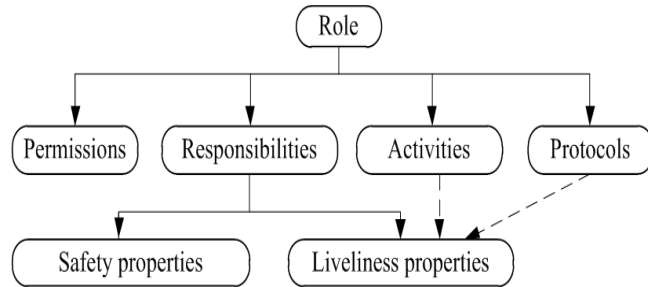 Role
Permissions
Responsibilities
Activities
Protocols
Safety properties
Liveliness properties